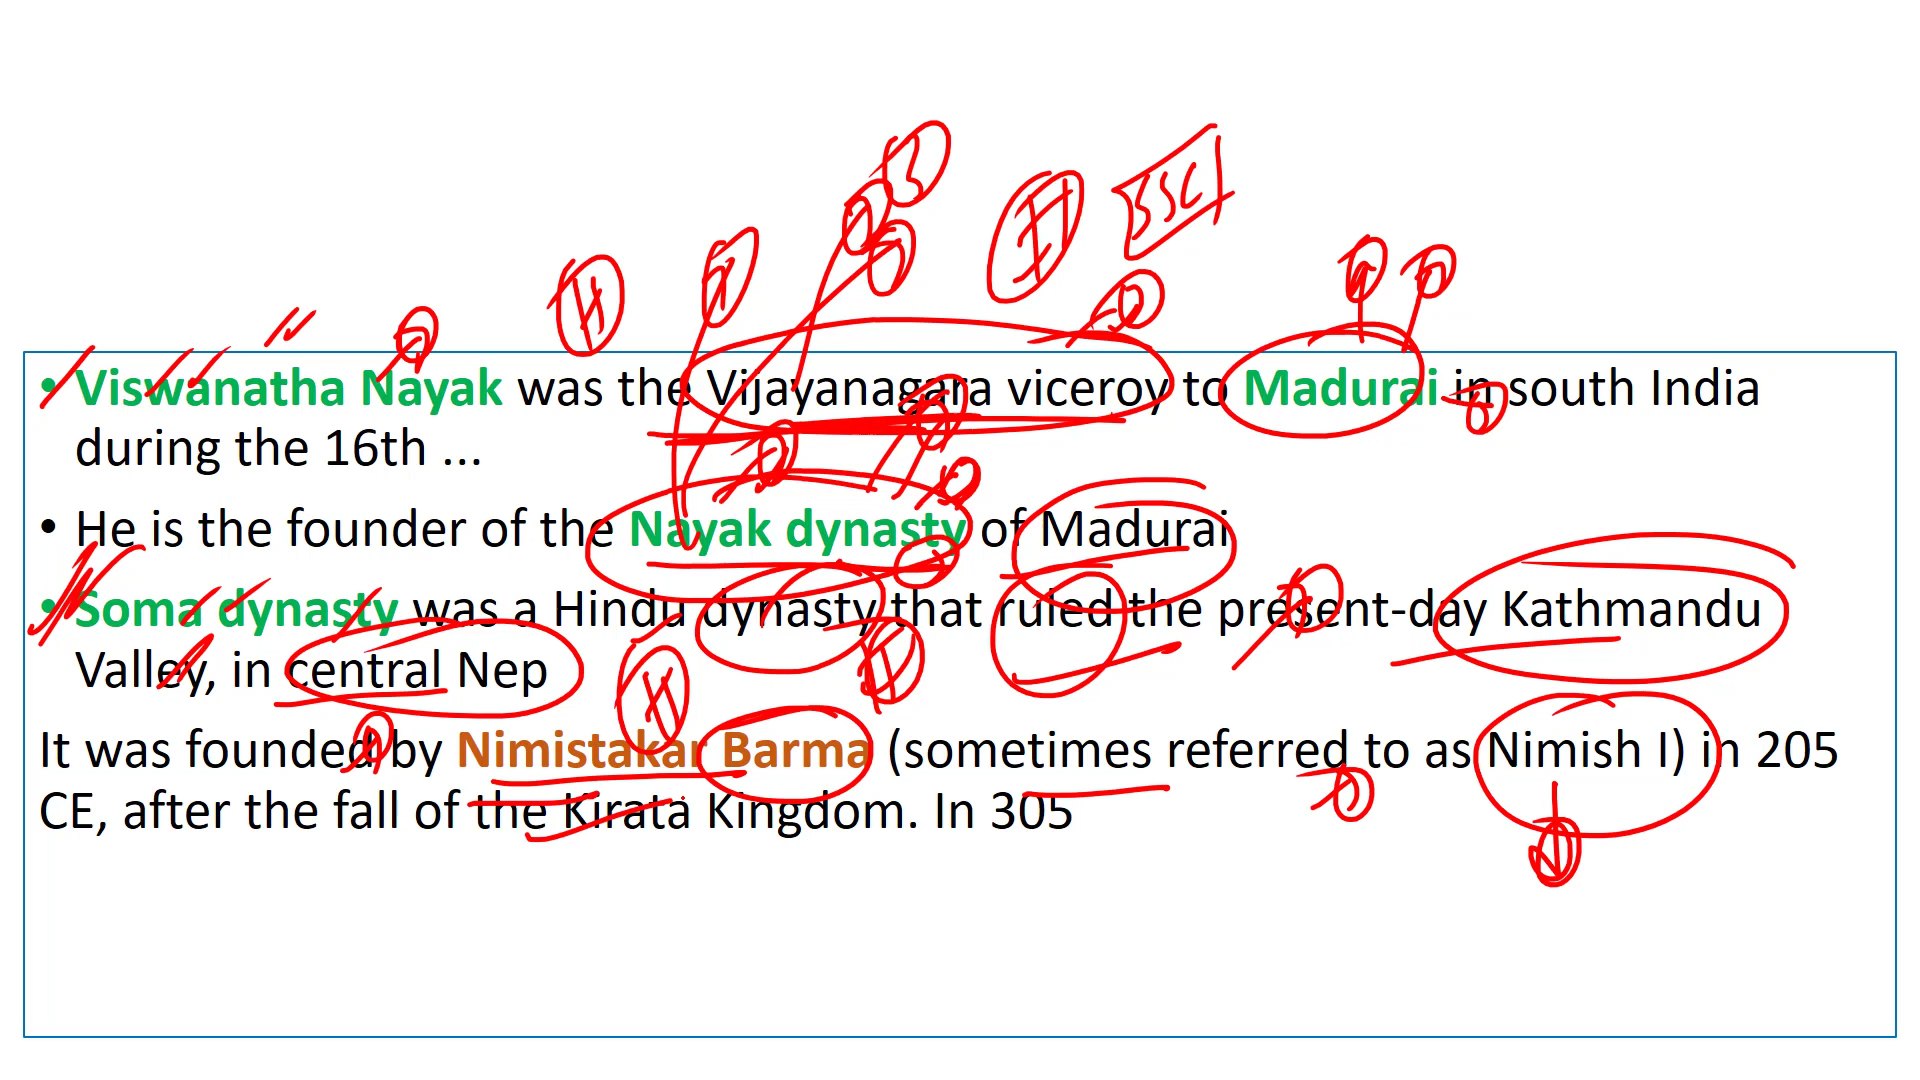 SSC
• Viswanatha Nayak was the Vijayanagara viceroy to Madurai in south India
during the 16th ...
• He is the founder of the Nayak dynasty of Madurai
• Soma dynasty was a Hindu dynasty that ruled the present-day Kathmandu
Valley, in central Nep
It was founded by Nimistakar Barma (sometimes referred to as Nimish I) in 205
CE, after the fall of the Kirata Kingdom. In 305